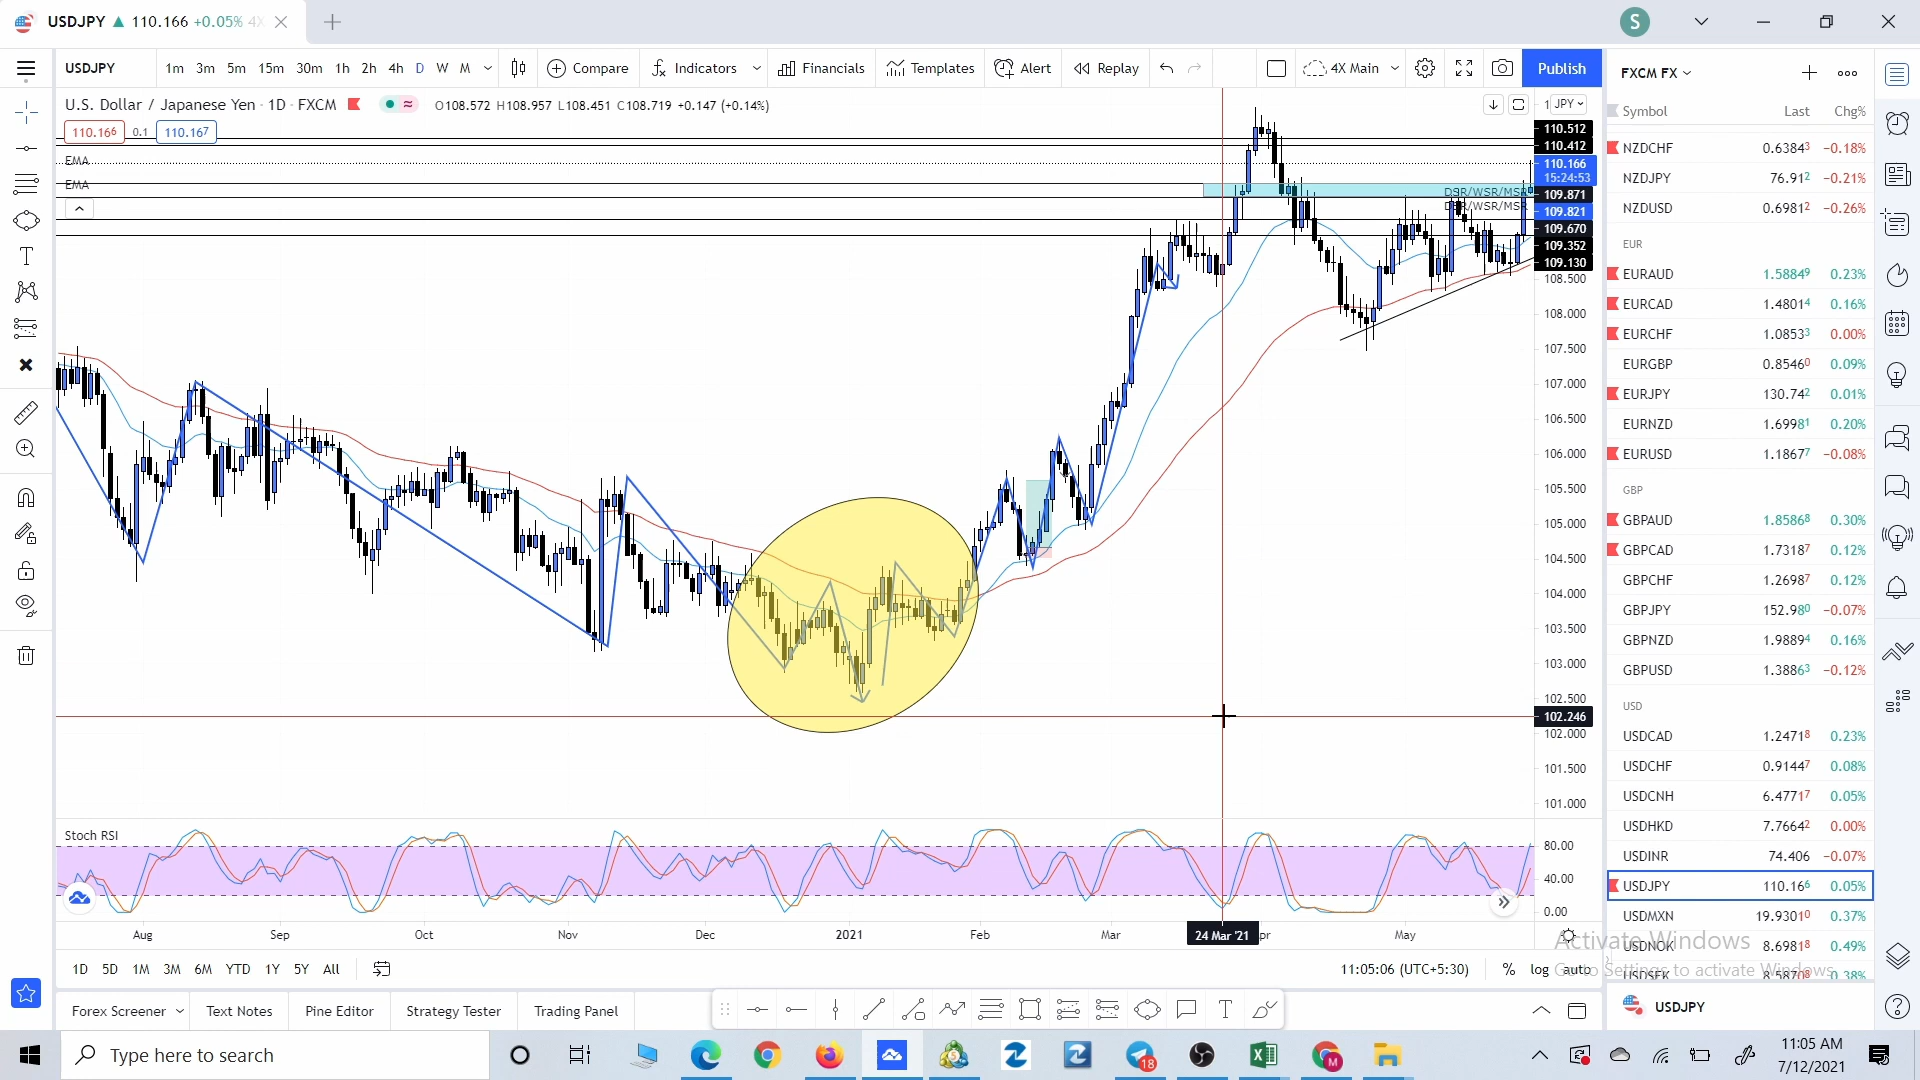 USDJPY ▲ 110.166 +0.05% 4X
S
USDJPY 1m 3m 5m 15m 30m 1h 2h 4h D W M Compare Indicators Financials Templates Alert Replay 4X Main Publish
U.S. Dollar / Japanese Yen · 1D · FXCM O108.572 H108.957 L108.451 C108.719 +0.147 (+0.14%)
110.166 0.1 110.167
EMA
EMA
DSR/WSR/MSR
DSR/WSR/MSR
JPY
110.512
110.412
110.166
15:24:53
109.871
109.821
109.670
109.352
109.130
108.500
108.000
107.500
107.000
106.500
106.000
105.500
105.000
104.500
104.000
103.500
103.000
102.500
102.246
102.000
101.500
101.000
Stoch RSI
80.00
40.00
0.00
Aug Sep Oct Nov Dec 2021 Feb Mar 24 Mar '21 pr May
1D 5D 1M 3M 6M YTD 1Y 5Y All 11:05:06 (UTC+5:30) % log auto
Forex Screener Text Notes Pine Editor Strategy Tester Trading Panel
FXCM FX
Symbol Last Chg%
NZDCHF 0.63843 −0.18%
NZDJPY 76.912 −0.21%
NZDUSD 0.69812 −0.26%
EUR
EURAUD 1.58849 0.23%
EURCAD 1.48014 0.16%
EURCHF 1.08533 0.00%
EURGBP 0.85460 0.09%
EURJPY 130.742 0.01%
EURNZD 1.69981 0.20%
EURUSD 1.18677 −0.08%
GBP
GBPAUD 1.85868 0.30%
GBPCAD 1.73187 0.12%
GBPCHF 1.26987 0.12%
GBPJPY 152.980 −0.07%
GBPNZD 1.98894 0.16%
GBPUSD 1.38863 −0.12%
USD
USDCAD 1.24718 0.23%
USDCHF 0.91447 0.08%
USDCNH 6.47717 0.05%
USDHKD 7.76642 0.00%
USDINR 74.406 −0.07%
USDJPY 110.166 0.05%
USDMXN 19.93010 0.37%
USDNOK 8.69818 0.49%
USDSEK 8.58708 0.38%
Activate Windows
Go to Settings to activate Windows.
USDJPY
Type here to search
18
M
11:05 AM
7/12/2021